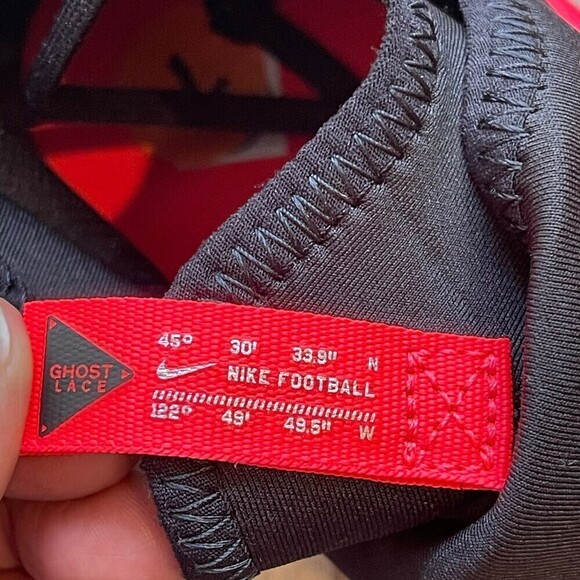 GHOST
LACE
45° 30' 33.9" N
NIKE FOOTBALL
122° 49' 49.5" W